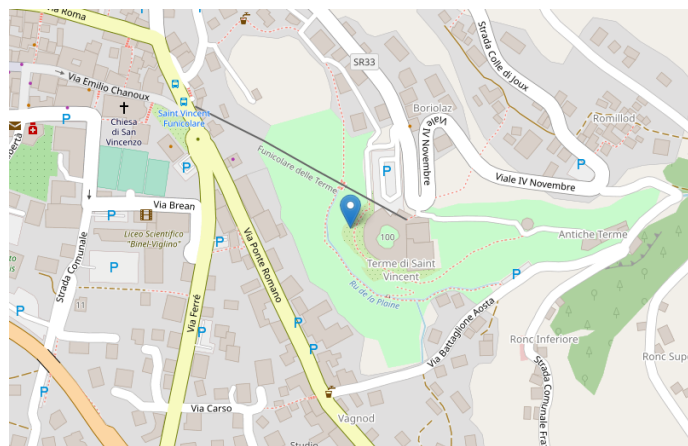 Via Roma
SR33
Strada Colle di Joux
Via Emilio Chanoux
Saint Vincent
Funicolare
Chiesa
di San
Vincenzo
Boriolaz
Viale IV Novembre
Romillod
Funicolare delle Terme
Viale IV Novembre
Via Brean
Liceo Scientifico
"Binel-Viglino"
100
Terme di Saint
Vincent
Antiche Terme
Strada Comunale
Via Ponte Romano
Ru de la Plaine
11
Via Ferré
Via Battaglione Aosta
Ronc Inferiore
Via Carso
Vagnod
Strada Comunale Fra
Studio